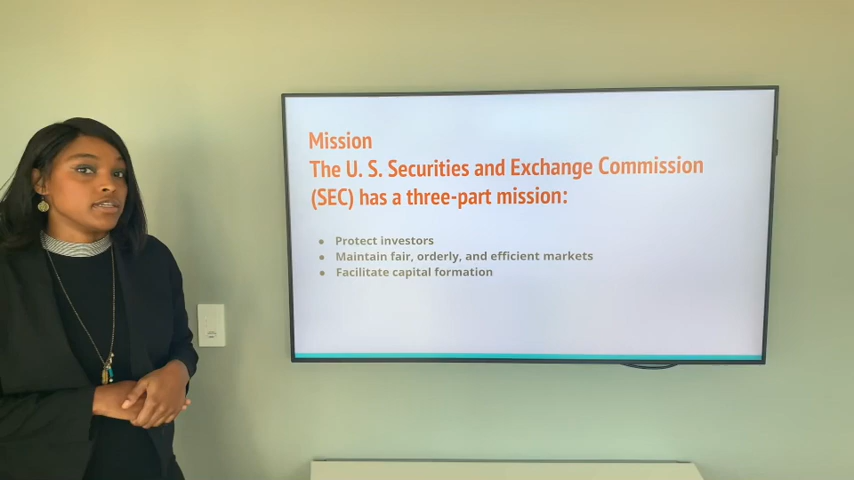 Mission
The U. S. Securities and Exchange Commission
(SEC) has a three-part mission:
● Protect investors
● Maintain fair, orderly, and efficient markets
● Facilitate capital formation